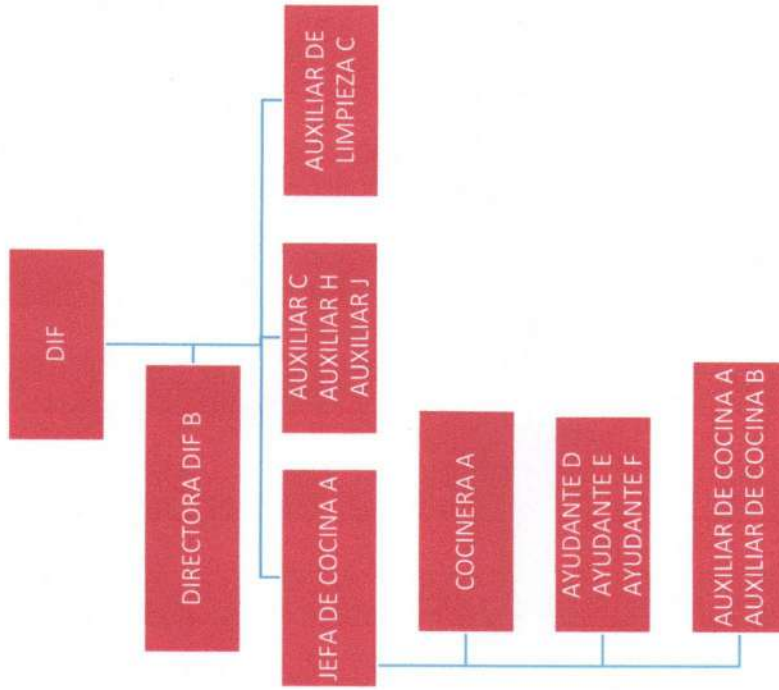 DIF
DIRECTORA DIF B
JEFA DE COCINA A
AUXILIAR C
AUXILIAR H
AUXILIAR J
AUXILIAR DE
LIMPIEZA C
COCINERA A
AYUDANTE D
AYUDANTE E
AYUDANTE F
AUXILIAR DE COCINA A
AUXILIAR DE COCINA B